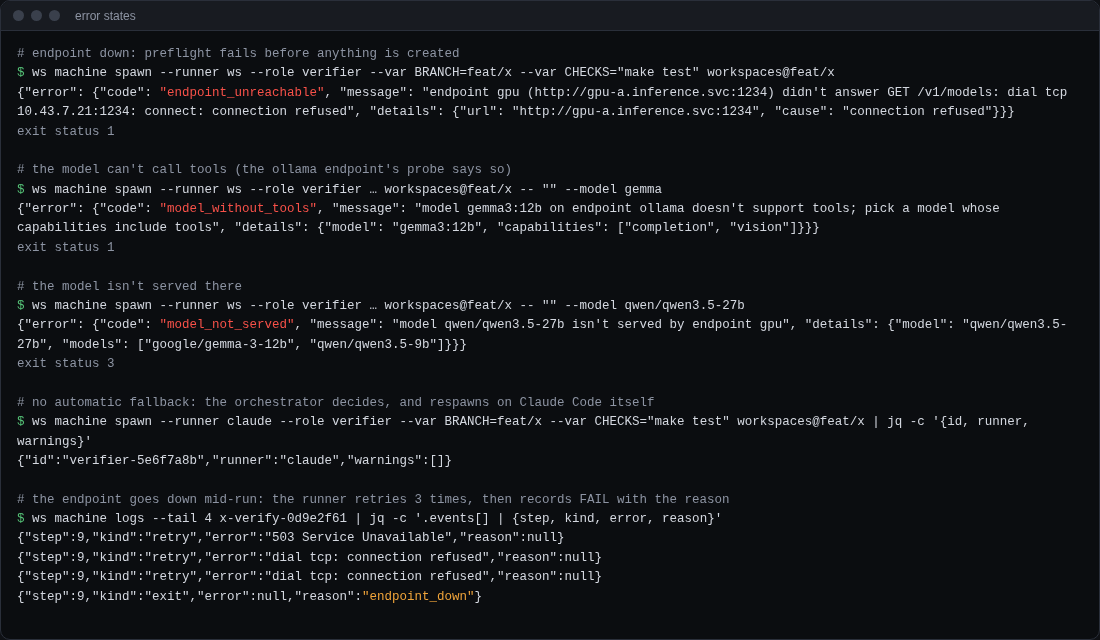 error states
# endpoint down: preflight fails before anything is created
$ ws machine spawn --runner ws --role verifier --var BRANCH=feat/x --var CHECKS="make test" workspaces@feat/x
{"error": {"code": "endpoint_unreachable", "message": "endpoint gpu (http://gpu-a.inference.svc:1234) didn't answer GET /v1/models: dial tcp
10.43.7.21:1234: connect: connection refused", "details": {"url": "http://gpu-a.inference.svc:1234", "cause": "connection refused"}}}
exit status 1
# the model can't call tools (the ollama endpoint's probe says so)
$ ws machine spawn --runner ws --role verifier … workspaces@feat/x -- "" --model gemma
{"error": {"code": "model_without_tools", "message": "model gemma3:12b on endpoint ollama doesn't support tools; pick a model whose
capabilities include tools", "details": {"model": "gemma3:12b", "capabilities": ["completion", "vision"]}}}
exit status 1
# the model isn't served there
$ ws machine spawn --runner ws --role verifier … workspaces@feat/x -- "" --model qwen/qwen3.5-27b
{"error": {"code": "model_not_served", "message": "model qwen/qwen3.5-27b isn't served by endpoint gpu", "details": {"model": "qwen/qwen3.5-
27b", "models": ["google/gemma-3-12b", "qwen/qwen3.5-9b"]}}}
exit status 3
# no automatic fallback: the orchestrator decides, and respawns on Claude Code itself
$ ws machine spawn --runner claude --role verifier --var BRANCH=feat/x --var CHECKS="make test" workspaces@feat/x | jq -c '{id, runner,
warnings}'
{"id":"verifier-5e6f7a8b","runner":"claude","warnings":[]}
# the endpoint goes down mid-run: the runner retries 3 times, then records FAIL with the reason
$ ws machine logs --tail 4 x-verify-0d9e2f61 | jq -c '.events[] | {step, kind, error, reason}'
{"step":9,"kind":"retry","error":"503 Service Unavailable","reason":null}
{"step":9,"kind":"retry","error":"dial tcp: connection refused","reason":null}
{"step":9,"kind":"retry","error":"dial tcp: connection refused","reason":null}
{"step":9,"kind":"exit","error":null,"reason":"endpoint_down"}